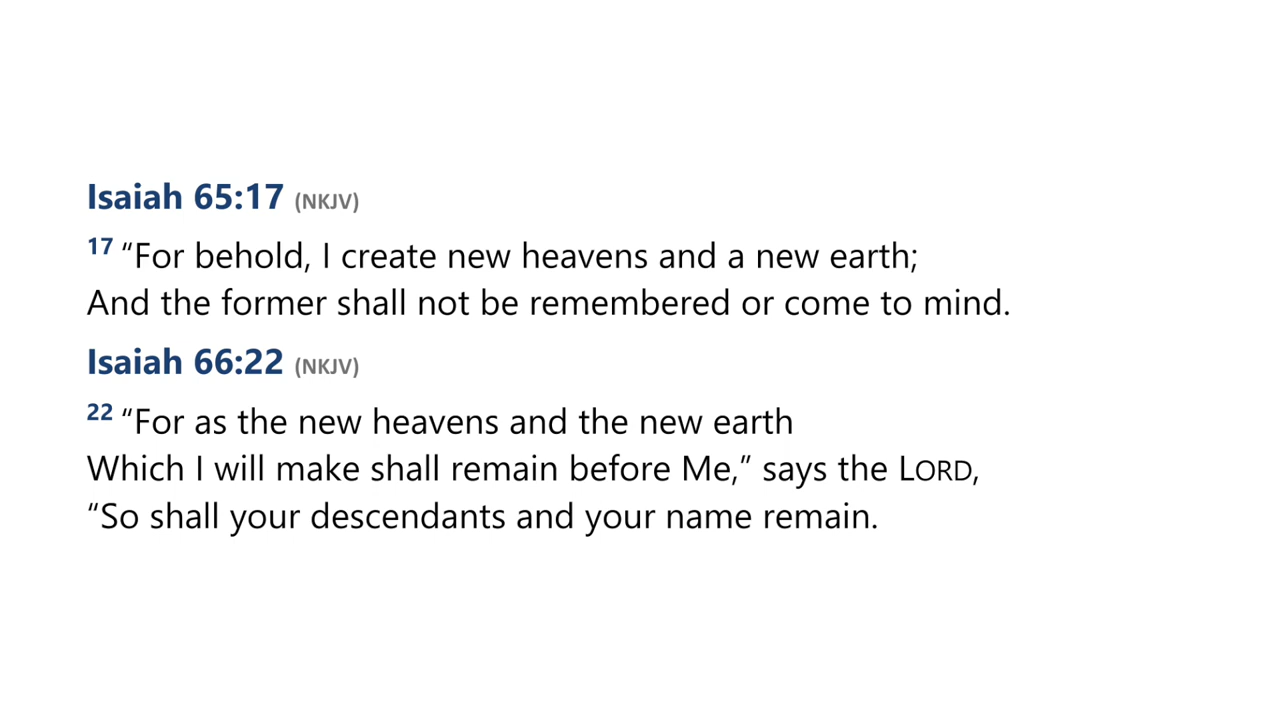 Isaiah 65:17 (NKJV)
17 “For behold, I create new heavens and a new earth;
And the former shall not be remembered or come to mind.
Isaiah 66:22 (NKJV)
22 “For as the new heavens and the new earth
Which I will make shall remain before Me,” says the LORD,
“So shall your descendants and your name remain.